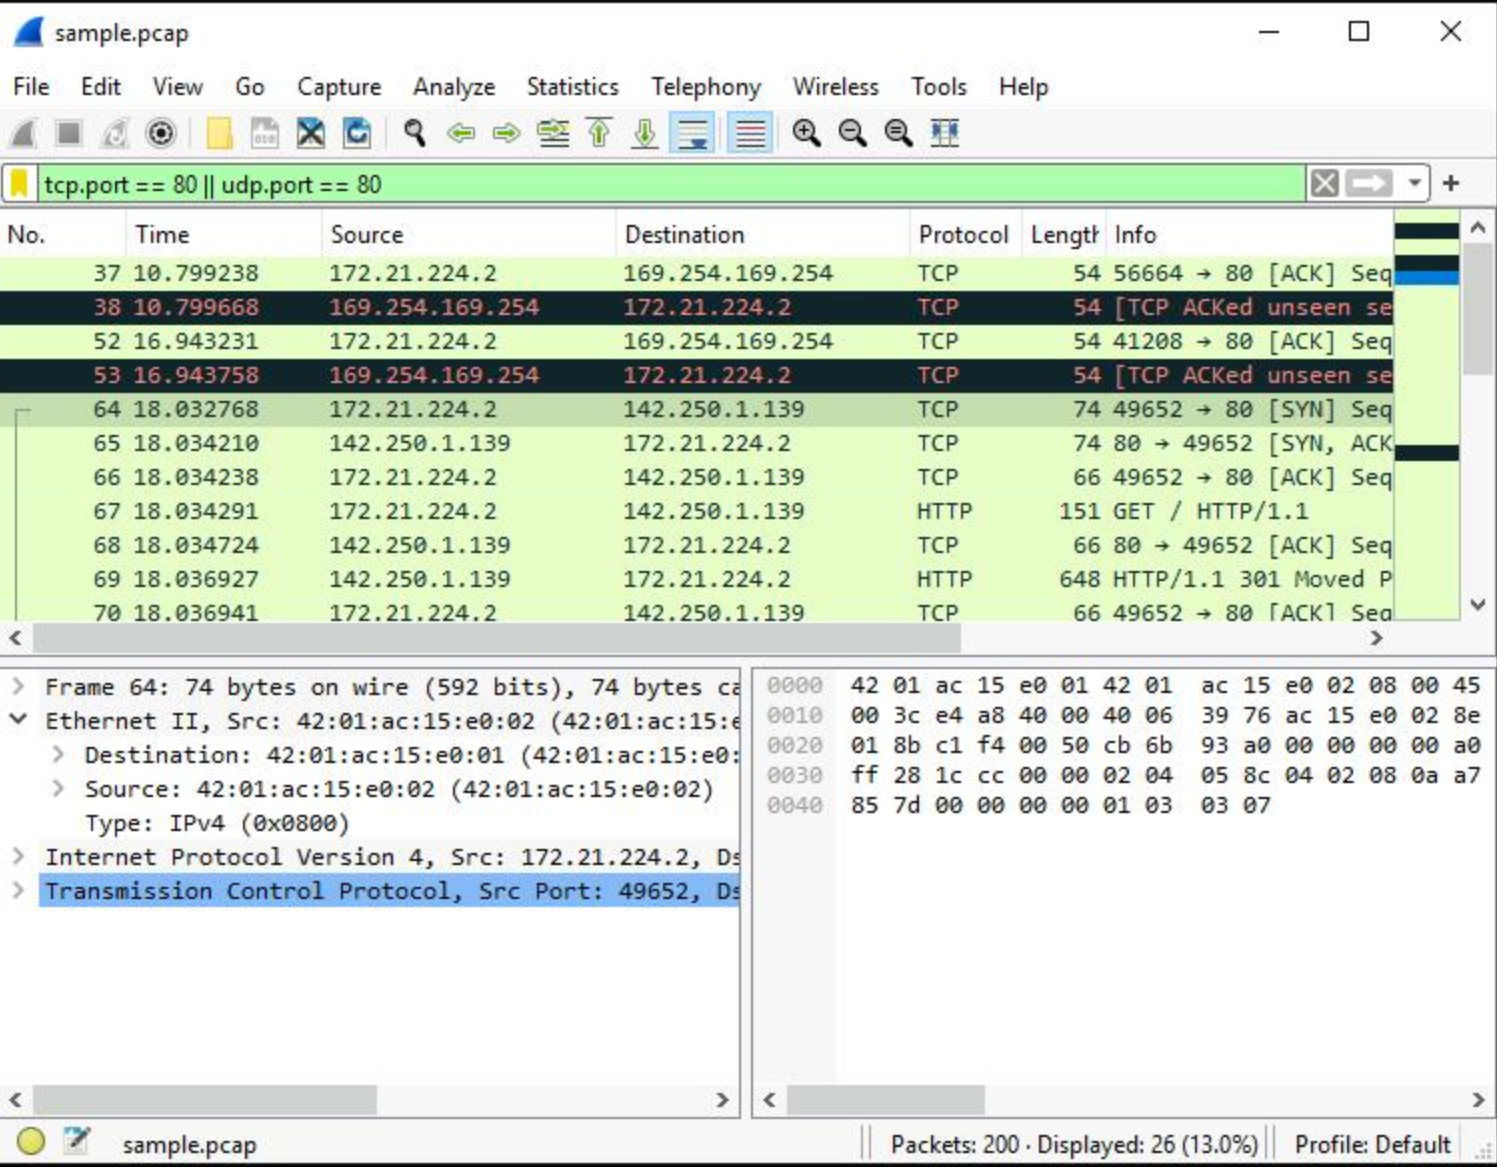 sample.pcap
File Edit View Go Capture Analyze Statistics Telephony Wireless Tools Help
tcp.port == 80 || udp.port == 80
No. Time Source Destination Protocol Length Info
37 10.799238 172.21.224.2 169.254.169.254 TCP 54 56664 → 80 [ACK] Seq
38 10.799668 169.254.169.254 172.21.224.2 TCP 54 [TCP ACKed unseen se
52 16.943231 172.21.224.2 169.254.169.254 TCP 54 41208 → 80 [ACK] Seq
53 16.943758 169.254.169.254 172.21.224.2 TCP 54 [TCP ACKed unseen se
64 18.032768 172.21.224.2 142.250.1.139 TCP 74 49652 → 80 [SYN] Seq
65 18.034210 142.250.1.139 172.21.224.2 TCP 74 80 → 49652 [SYN, ACK
66 18.034238 172.21.224.2 142.250.1.139 TCP 66 49652 → 80 [ACK] Seq
67 18.034291 172.21.224.2 142.250.1.139 HTTP 151 GET / HTTP/1.1
68 18.034724 142.250.1.139 172.21.224.2 TCP 66 80 → 49652 [ACK] Seq
69 18.036927 142.250.1.139 172.21.224.2 HTTP 648 HTTP/1.1 301 Moved P
70 18.036941 172.21.224.2 142.250.1.139 TCP 66 49652 → 80 [ACK] Seq
Frame 64: 74 bytes on wire (592 bits), 74 bytes ca
Ethernet II, Src: 42:01:ac:15:e0:02 (42:01:ac:15:e
Destination: 42:01:ac:15:e0:01 (42:01:ac:15:e0:
Source: 42:01:ac:15:e0:02 (42:01:ac:15:e0:02)
Type: IPv4 (0x0800)
Internet Protocol Version 4, Src: 172.21.224.2, Ds
Transmission Control Protocol, Src Port: 49652, Ds
0000 42 01 ac 15 e0 01 42 01 ac 15 e0 02 08 00 45
0010 00 3c e4 a8 40 00 40 06 39 76 ac 15 e0 02 8e
0020 01 8b c1 f4 00 50 cb 6b 93 a0 00 00 00 00 a0
0030 ff 28 1c cc 00 00 02 04 05 8c 04 02 08 0a a7
0040 85 7d 00 00 00 00 01 03 03 07
sample.pcap
Packets: 200 · Displayed: 26 (13.0%)
Profile: Default